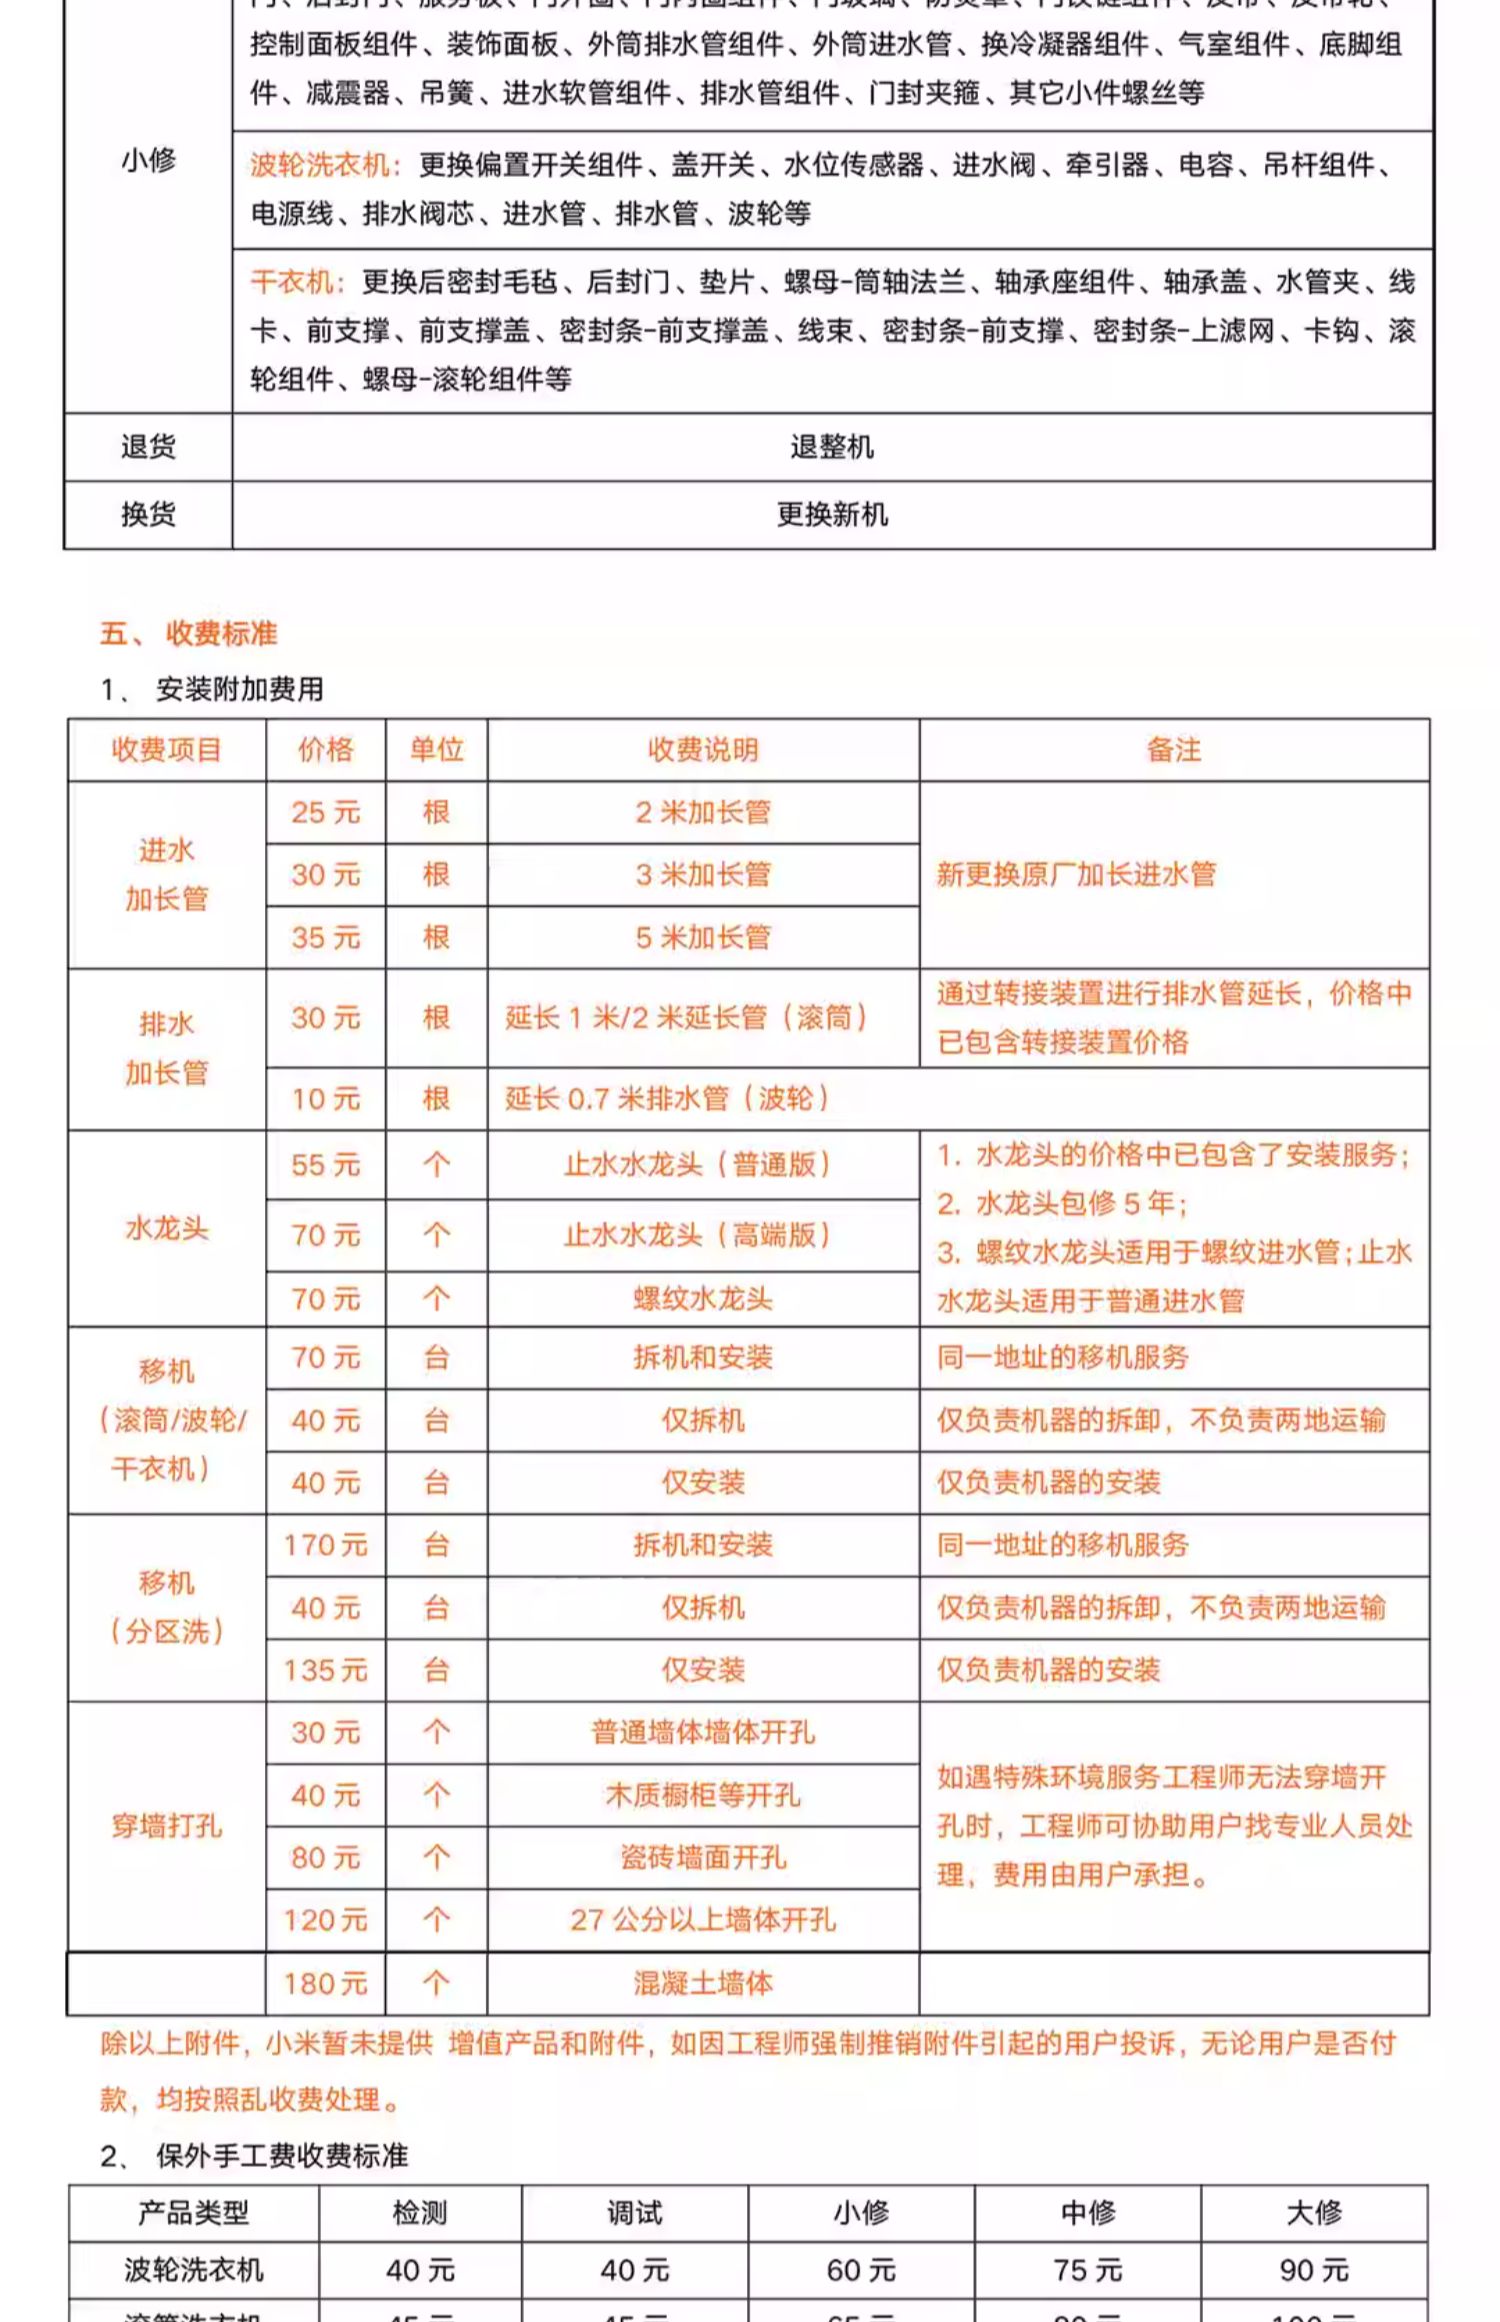 门、后封门、服务板、门外圈、门内圈组件、门玻璃、防烫罩、门铰链组件、皮带、皮带轮、
控制面板组件、装饰面板、外筒排水管组件、外筒进水管、换冷凝器组件、气室组件、底脚组
件、减震器、吊簧、进水软管组件、排水管组件、门封夹箍、其它小件螺丝等
小修
波轮洗衣机：更换偏置开关组件、盖开关、水位传感器、进水阀、牵引器、电容、吊杆组件、
电源线、排水阀芯、进水管、排水管、波轮等
干衣机：更换后密封毛毡、后封门、垫片、螺母-筒轴法兰、轴承座组件、轴承盖、水管夹、线
卡、前支撑、前支撑盖、密封条-前支撑盖、线束、密封条-前支撑、密封条-上滤网、卡钩、滚
轮组件、螺母-滚轮组件等
退货 退整机
换货 更换新机
五、 收费标准
1、 安装附加费用
收费项目 价格 单位 收费说明 备注
进水
加长管
25 元 根 2 米加长管
30 元 根 3 米加长管
35 元 根 5 米加长管
新更换原厂加长进水管
排水
加长管
30 元 根 延长 1 米/2 米延长管（滚筒）
通过转接装置进行排水管延长，价格中
已包含转接装置价格
10 元 根 延长 0.7 米排水管（波轮）
水龙头
55 元 个 止水水龙头（普通版）
70 元 个 止水水龙头（高端版）
70 元 个 螺纹水龙头
1. 水龙头的价格中已包含了安装服务；
2. 水龙头包修 5 年；
3. 螺纹水龙头适用于螺纹进水管；止水
水龙头适用于普通进水管
移机
（滚筒/波轮/
干衣机）
70 元 台 拆机和安装 同一地址的移机服务
40 元 台 仅拆机 仅负责机器的拆卸，不负责两地运输
40 元 台 仅安装 仅负责机器的安装
移机
（分区洗）
170 元 台 拆机和安装 同一地址的移机服务
40 元 台 仅拆机 仅负责机器的拆卸，不负责两地运输
135 元 台 仅安装 仅负责机器的安装
穿墙打孔
30 元 个 普通墙体墙体开孔
40 元 个 木质橱柜等开孔
80 元 个 瓷砖墙面开孔
120 元 个 27 公分以上墙体开孔
如遇特殊环境服务工程师无法穿墙开
孔时，工程师可协助用户找专业人员处
理，费用由用户承担。
180 元 个 混凝土墙体
除以上附件，小米暂未提供 增值产品和附件，如因工程师强制推销附件引起的用户投诉，无论用户是否付
款，均按照乱收费处理。
2、 保外手工费收费标准
产品类型 检测 调试 小修 中修 大修
波轮洗衣机 40 元 40 元 60 元 75 元 90 元